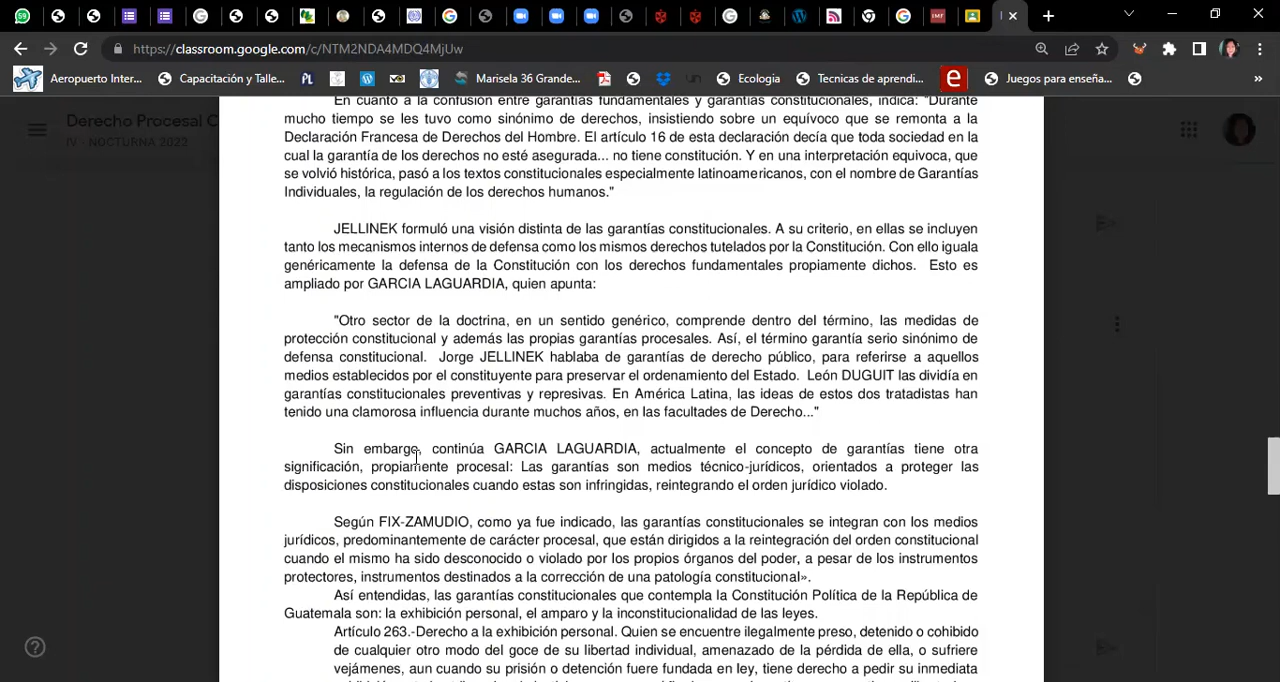 https://classroom.google.com/c/NTM2NDA4MDQ4MjUw
Aeropuerto Inter...
Capacitación y Talle...
Marisela 36 Grande...
Ecologia
Tecnicas de aprendi...
Juegos para enseña...
Derecho Procesal C
IV - NOCTURNA 2022
En cuanto a la confusión entre garantías fundamentales y garantías constitucionales, indica: "Durante
mucho tiempo se les tuvo como sinónimo de derechos, insistiendo sobre un equívoco que se remonta a la
Declaración Francesa de Derechos del Hombre. El artículo 16 de esta declaración decía que toda sociedad en la
cual la garantía de los derechos no esté asegurada... no tiene constitución. Y en una interpretación equivoca, que
se volvió histórica, pasó a los textos constitucionales especialmente latinoamericanos, con el nombre de Garantías
Individuales, la regulación de los derechos humanos."
JELLINEK formuló una visión distinta de las garantías constitucionales. A su criterio, en ellas se incluyen
tanto los mecanismos internos de defensa como los mismos derechos tutelados por la Constitución. Con ello iguala
genéricamente la defensa de la Constitución con los derechos fundamentales propiamente dichos. Esto es
ampliado por GARCIA LAGUARDIA, quien apunta:
"Otro sector de la doctrina, en un sentido genérico, comprende dentro del término, las medidas de
protección constitucional y además las propias garantías procesales. Así, el término garantía serio sinónimo de
defensa constitucional. Jorge JELLINEK hablaba de garantías de derecho público, para referirse a aquellos
medios establecidos por el constituyente para preservar el ordenamiento del Estado. León DUGUIT las dividía en
garantías constitucionales preventivas y represivas. En América Latina, las ideas de estos dos tratadistas han
tenido una clamorosa influencia durante muchos años, en las facultades de Derecho..."
Sin embargo, continúa GARCIA LAGUARDIA, actualmente el concepto de garantías tiene otra
significación, propiamente procesal: Las garantías son medios técnico-jurídicos, orientados a proteger las
disposiciones constitucionales cuando estas son infringidas, reintegrando el orden jurídico violado.
Según FIX-ZAMUDIO, como ya fue indicado, las garantías constitucionales se integran con los medios
jurídicos, predominantemente de carácter procesal, que están dirigidos a la reintegración del orden constitucional
cuando el mismo ha sido desconocido o violado por los propios órganos del poder, a pesar de los instrumentos
protectores, instrumentos destinados a la corrección de una patología constitucional».
Así entendidas, las garantías constitucionales que contempla la Constitución Política de la República de
Guatemala son: la exhibición personal, el amparo y la inconstitucionalidad de las leyes.
Artículo 263.-Derecho a la exhibición personal. Quien se encuentre ilegalmente preso, detenido o cohibido
de cualquier otro modo del goce de su libertad individual, amenazado de la pérdida de ella, o sufriere
vejámenes, aun cuando su prisión o detención fuere fundada en ley, tiene derecho a pedir su inmediata